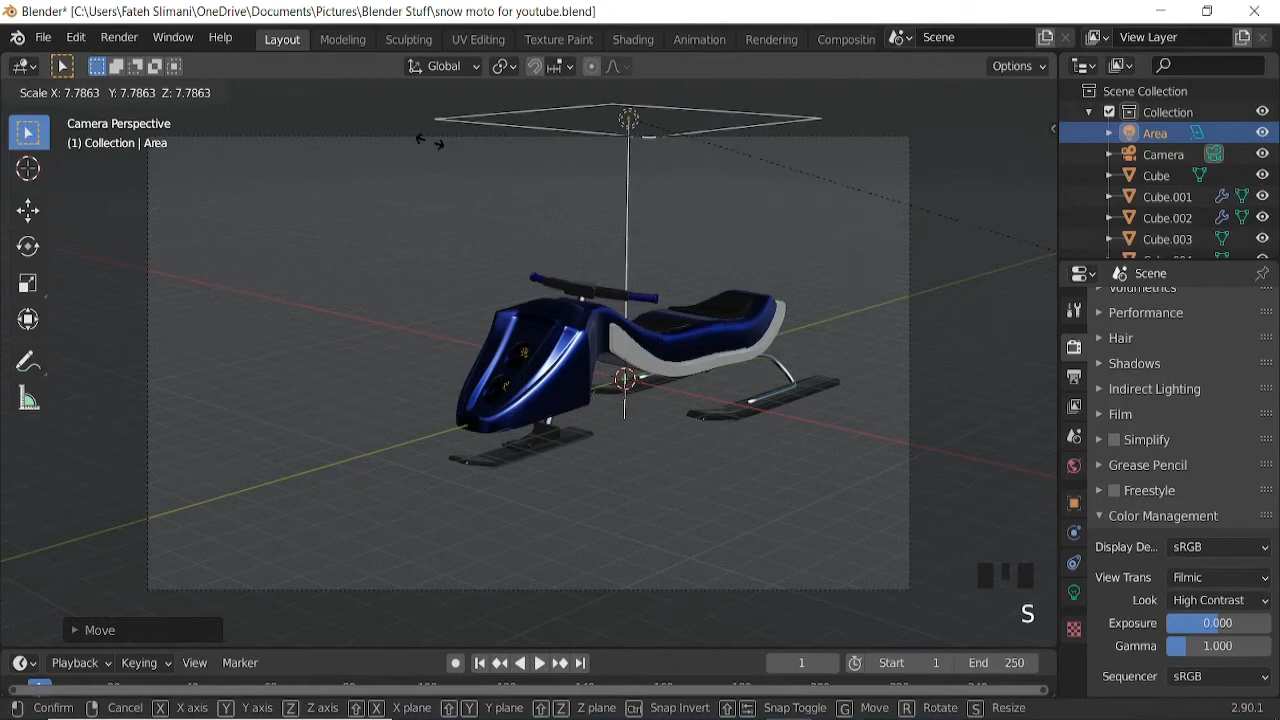 Blender* [C:\Users\Fateh Slimani\OneDrive\Documents\Pictures\Blender Stuff\snow moto for youtube.blend]
File Edit Render Window Help Layout Modeling Sculpting UV Editing Texture Paint Shading Animation Rendering Compositin Scene View Layer
Global Options
Scale X: 7.7863 Y: 7.7863 Z: 7.7863
Scene Collection
Camera Perspective
(1) Collection | Area
Collection
Area
Camera
Cube
Cube.001
Cube.002
Cube.003
Scene
Volumetrics
Performance
Hair
Shadows
Indirect Lighting
Film
Simplify
Grease Pencil
Freestyle
Color Management
Display De... sRGB
View Trans Filmic
Look High Contrast
Exposure 0.000
Gamma 1.000
Sequencer sRGB
S
Move
Playback Keying View Marker 1 Start 1 End 250
Confirm Cancel X X axis Y Y axis Z Z axis X X plane Y Y plane Z Z plane Snap Invert Snap Toggle G Move R Rotate S Resize 2.90.1